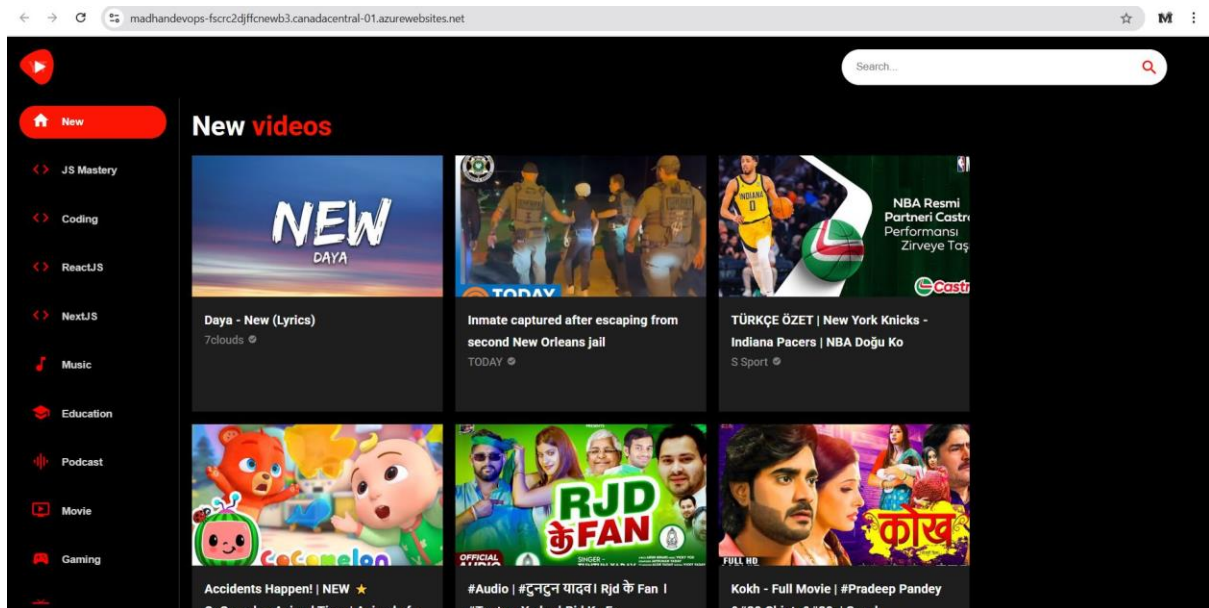 madhandevops-fscrc2djffcnewb3.canadacentral-01.azurewebsites.net
M
Search...
New
JS Mastery
Coding
ReactJS
NextJS
Music
Education
Podcast
Movie
Gaming
New videos
NEW
DAYA
Daya - New (Lyrics)
7clouds
TODAY
Inmate captured after escaping from
second New Orleans jail
TODAY
INDIANA
0
NBA Resmi
Partneri Castr
Performansı
Zirveye Taş
Castr
TÜRKÇE ÖZET | New York Knicks -
Indiana Pacers | NBA Doğu Ko
S Sport
CoComelon
Accidents Happen! | NEW ★
RJD
के FAN
OFFICIAL
AUDIO
SINGER -
#Audio | #टुनटुन यादव। Rjd के Fan ।
कोख
FULL HD
Kokh - Full Movie | #Pradeep Pandey